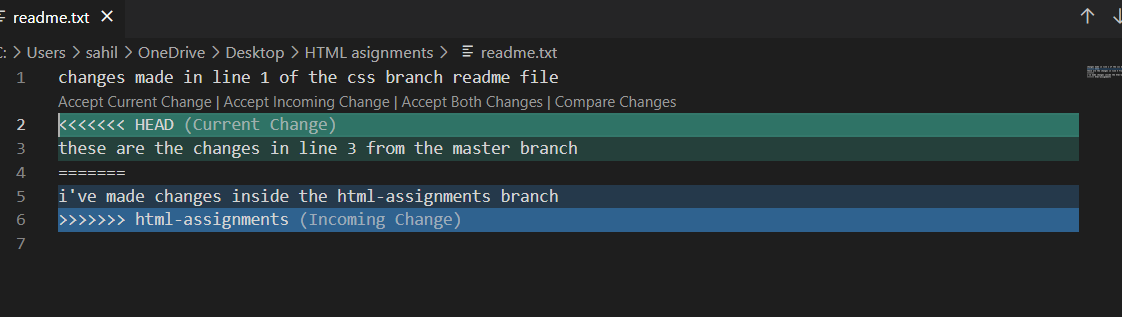 readme.txt
C: > Users > sahil > OneDrive > Desktop > HTML asignments > readme.txt
1 changes made in line 1 of the css branch readme file
Accept Current Change | Accept Incoming Change | Accept Both Changes | Compare Changes
2 <<<<<<< HEAD (Current Change)
3 these are the changes in line 3 from the master branch
4 =======
5 i've made changes inside the html-assignments branch
6 >>>>>>> html-assignments (Incoming Change)
7